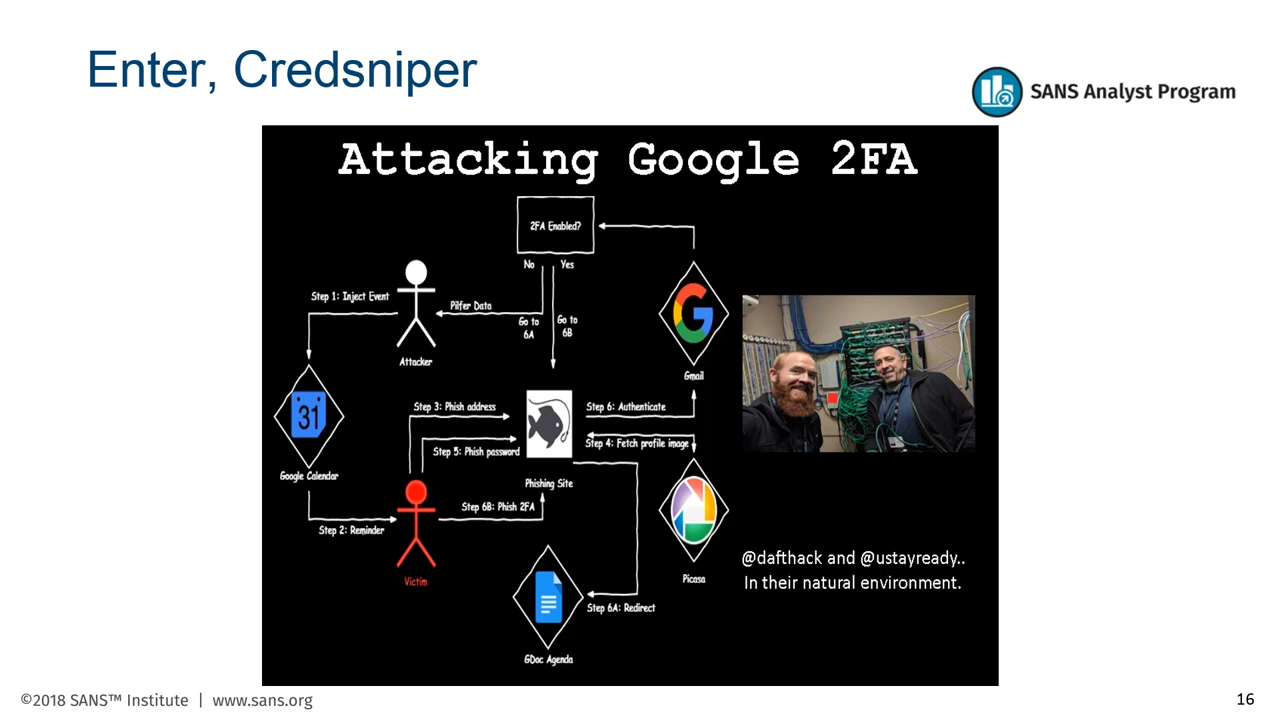 Enter, Credsniper
SANS Analyst Program
Attacking Google 2FA
2FA Enabled?
No
Yes
Step 1: Inject Event
Pilfer Data
Go to
6A
Go to
6B
Attacker
Gmail
31
Step 3: Phish address
Step 6: Authenticate
Step 5: Phish password
Step 4: Fetch profile image
Google Calendar
Phishing Site
Step 6B: Phish 2FA
Step 2: Reminder
Victim
Picasa
@dafthack and @ustayready..
In their natural environment.
Step 6A: Redirect
GDoc Agenda
©2018 SANS™ Institute | www.sans.org
16